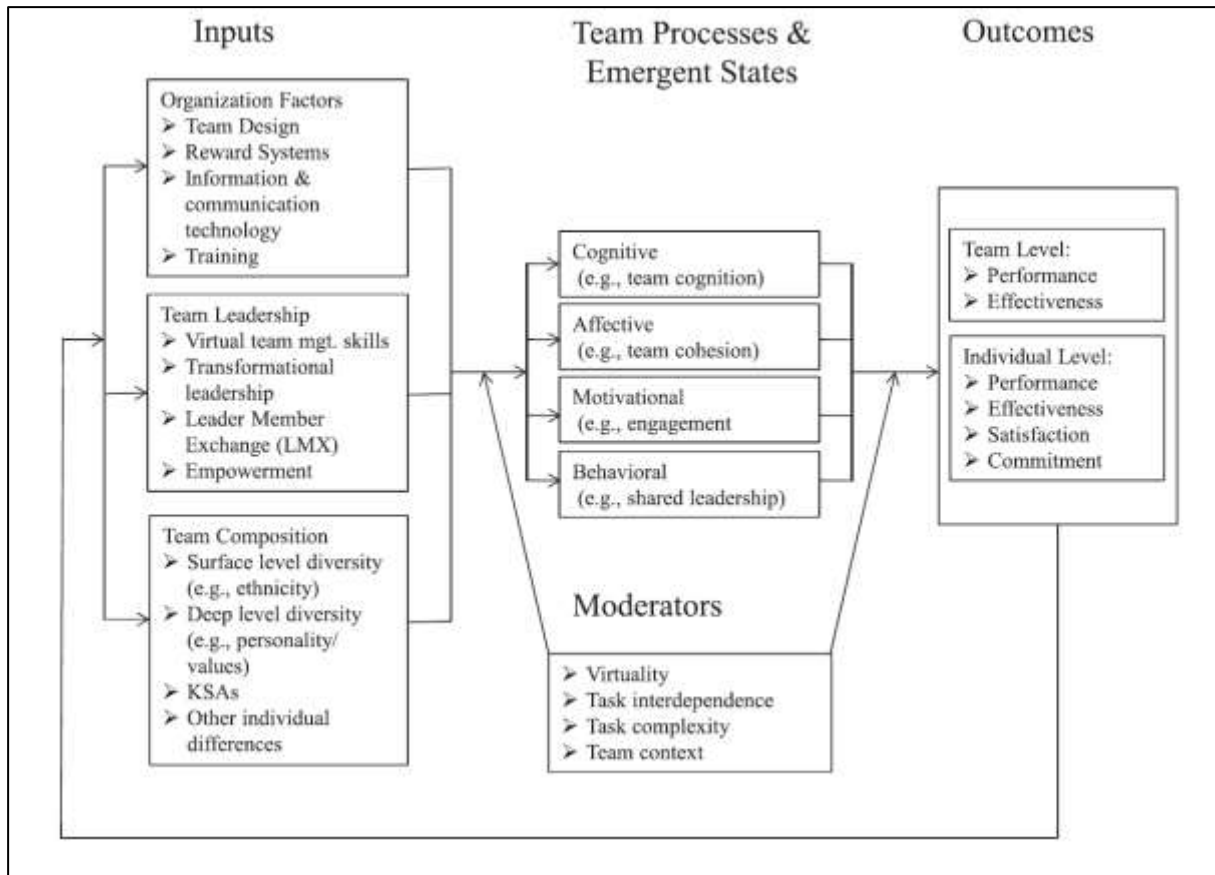 Inputs
Organization Factors
➢ Team Design
➢ Reward Systems
➢ Information &
communication
technology
➢ Training
Team Leadership
➢ Virtual team mgt. skills
➢ Transformational
leadership
➢ Leader Member
Exchange (LMX)
➢ Empowerment
Team Composition
➢ Surface level diversity
(e.g., ethnicity)
➢ Deep level diversity
(e.g., personality/
values)
➢ KSAs
➢ Other individual
differences
Team Processes &
Emergent States
Cognitive
(e.g., team cognition)
Affective
(e.g., team cohesion)
Motivational
(e.g., engagement
Behavioral
(e.g., shared leadership)
Moderators
➢ Virtuality
➢ Task interdependence
➢ Task complexity
➢ Team context
Outcomes
Team Level:
➢ Performance
➢ Effectiveness
Individual Level:
➢ Performance
➢ Effectiveness
➢ Satisfaction
➢ Commitment